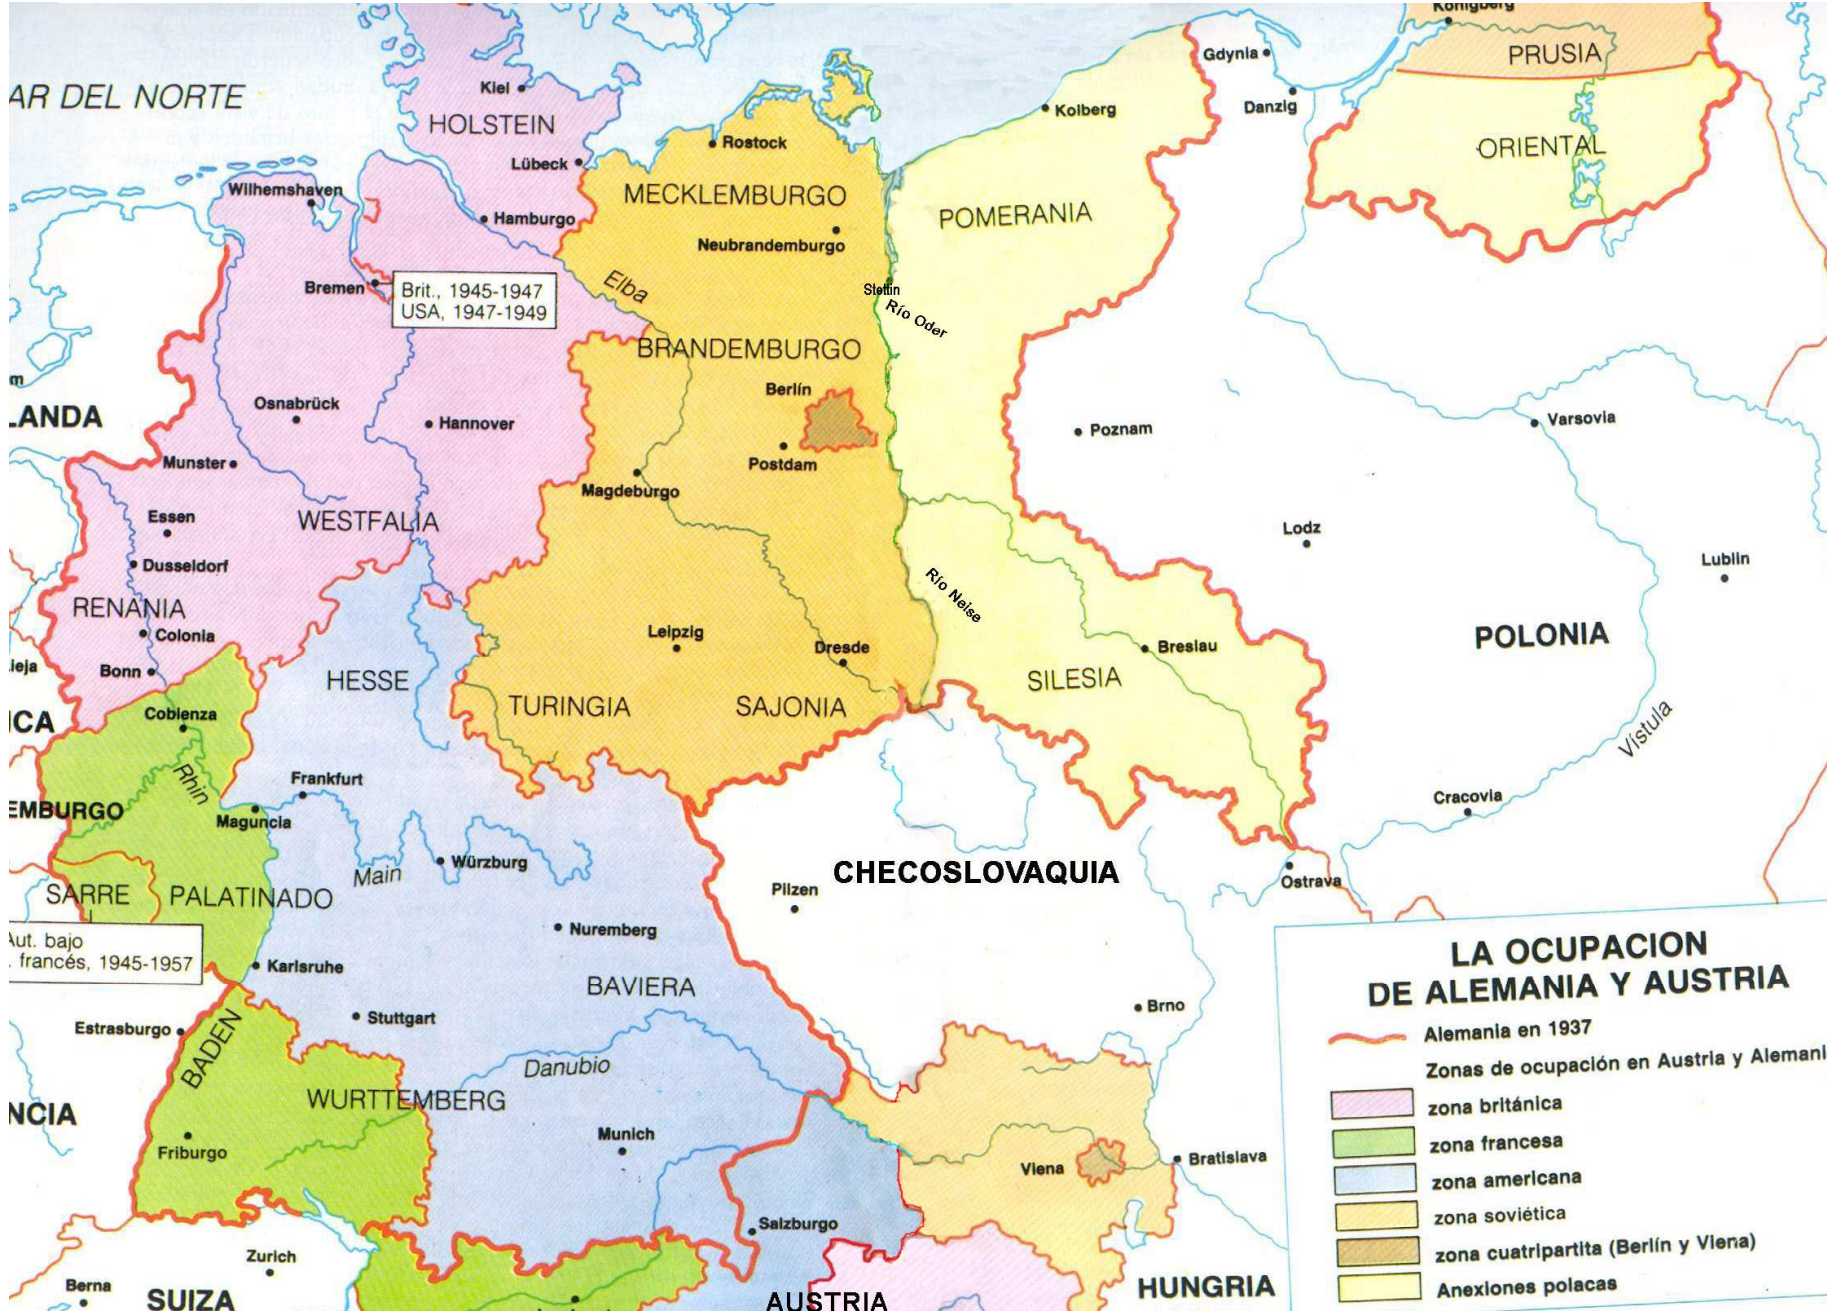 AR DEL NORTE
Kiel
HOLSTEIN
Lübeck
Wilhemshaven
Hamburgo
Bremen
Brit., 1945-1947
USA, 1947-1949
Elba
Rostock
MECKLEMBURGO
Neubrandemburgo
Stettin
Río Oder
Kolberg
POMERANIA
Gdynia
Danzig
Königberg
PRUSIA
ORIENTAL
m
LANDA
Osnabrück
Hannover
Munster
Essen
WESTFALIA
Dusseldorf
RENANIA
Colonia
Bonn
BRANDEMBURGO
Berlín
Postdam
Magdeburgo
Poznam
Varsovia
Lodz
Lublin
POLONIA
Río Neise
Leipzig
Dresde
Breslau
SILESIA
HESSE
TURINGIA
SAJONIA
ieja
ICA
Coblenza
Rhin
EMBURGO
Frankfurt
Maguncia
Main
Würzburg
SARRE
PALATINADO
Aut. bajo
. francés, 1945-1957
Nuremberg
Karlsruhe
BAVIERA
Stuttgart
Estrasburgo
BADEN
Danubio
WURTTEMBERG
NCIA
Friburgo
Munich
Zurich
Berna
SUIZA
Pilzen
CHECOSLOVAQUIA
Vístula
Cracovia
Ostrava
Brno
Viena
Bratislava
Salzburgo
AUSTRIA
HUNGRIA
LA OCUPACION
DE ALEMANIA Y AUSTRIA
Alemania en 1937
Zonas de ocupación en Austria y Alemani
zona británica
zona francesa
zona americana
zona soviética
zona cuatripartita (Berlín y Viena)
Anexiones polacas